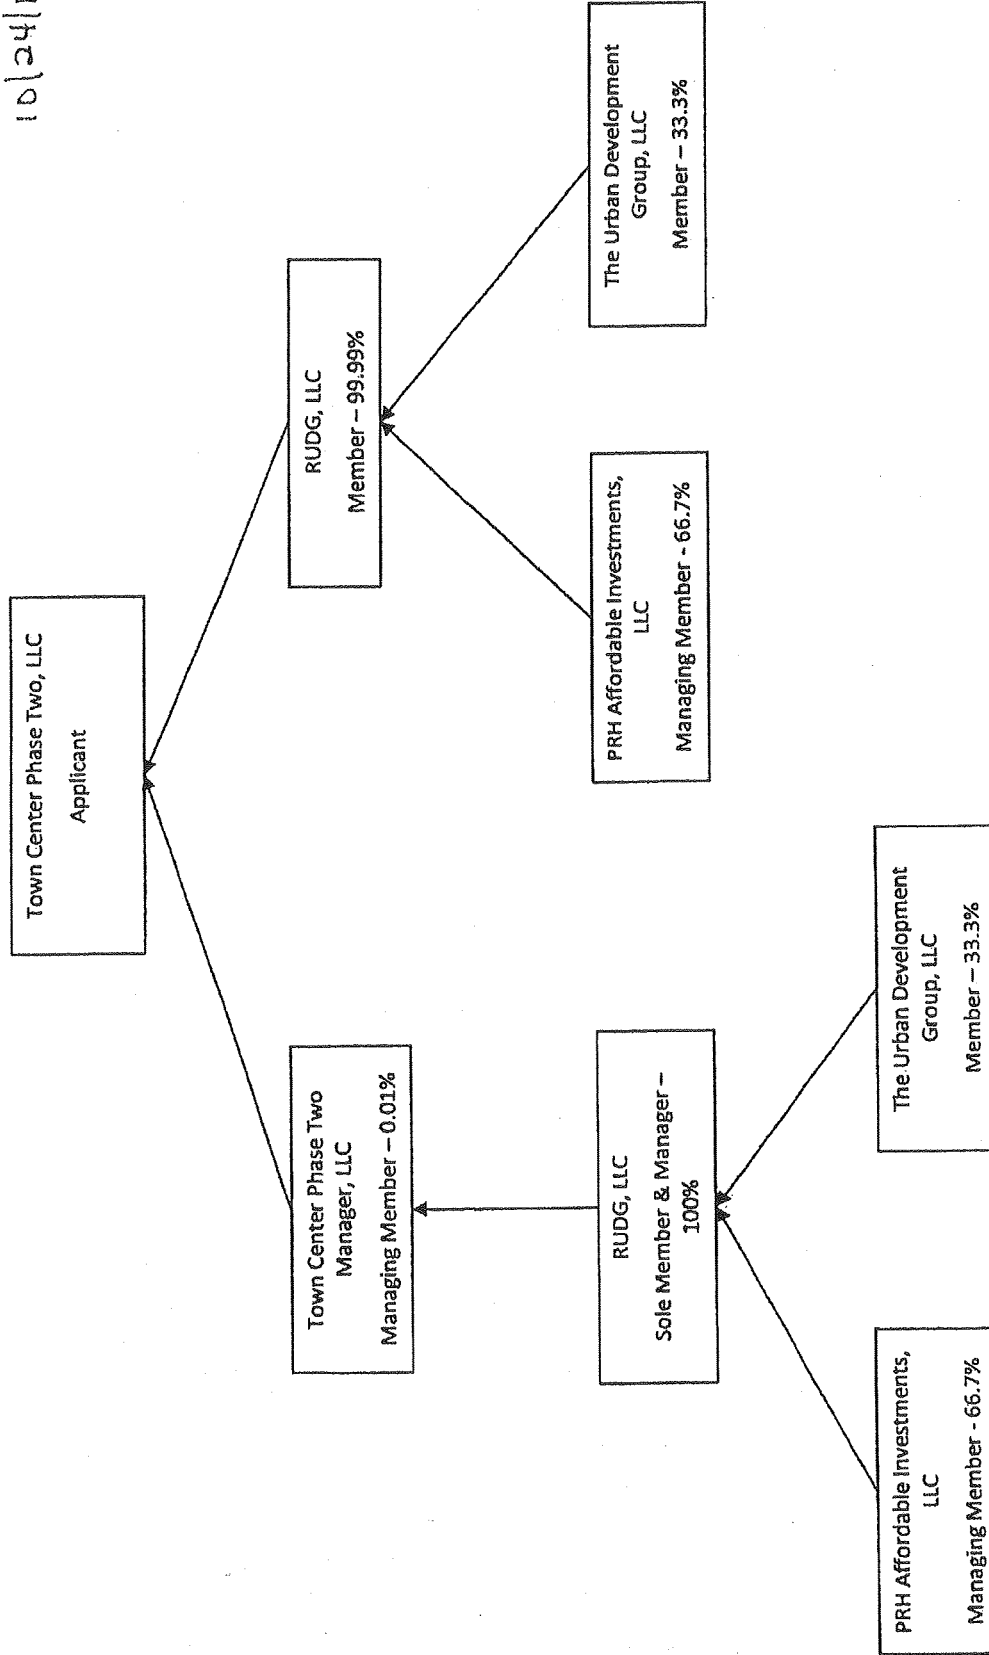 10/24/
Town Center Phase Two, LLC
Applicant
Town Center Phase Two
Manager, LLC
Managing Member – 0.01%
RUDG, LLC
Member – 99.99%
RUDG, LLC
Sole Member & Manager –
100%
PRH Affordable Investments,
LLC
Managing Member - 66.7%
The Urban Development
Group, LLC
Member – 33.3%
PRH Affordable Investments,
LLC
Managing Member - 66.7%
The Urban Development
Group, LLC
Member – 33.3%